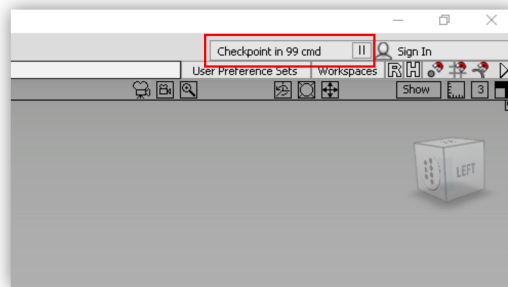 Checkpoint in 99 cmd Sign In
User Preference Sets Workspaces R H
Show 3
LEFT